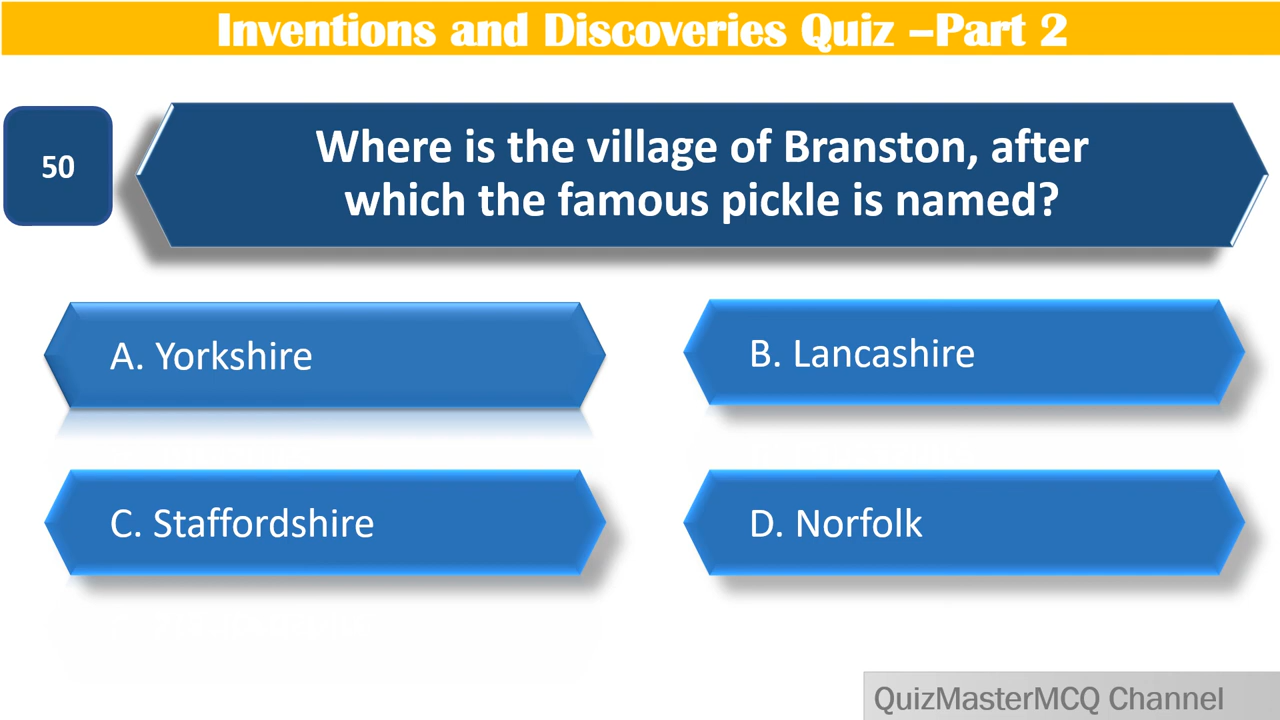 Inventions and Discoveries Quiz –Part 2
50
Where is the village of Branston, after
which the famous pickle is named?
A. Yorkshire
B. Lancashire
C. Staffordshire
D. Norfolk
QuizMasterMCQ Channel